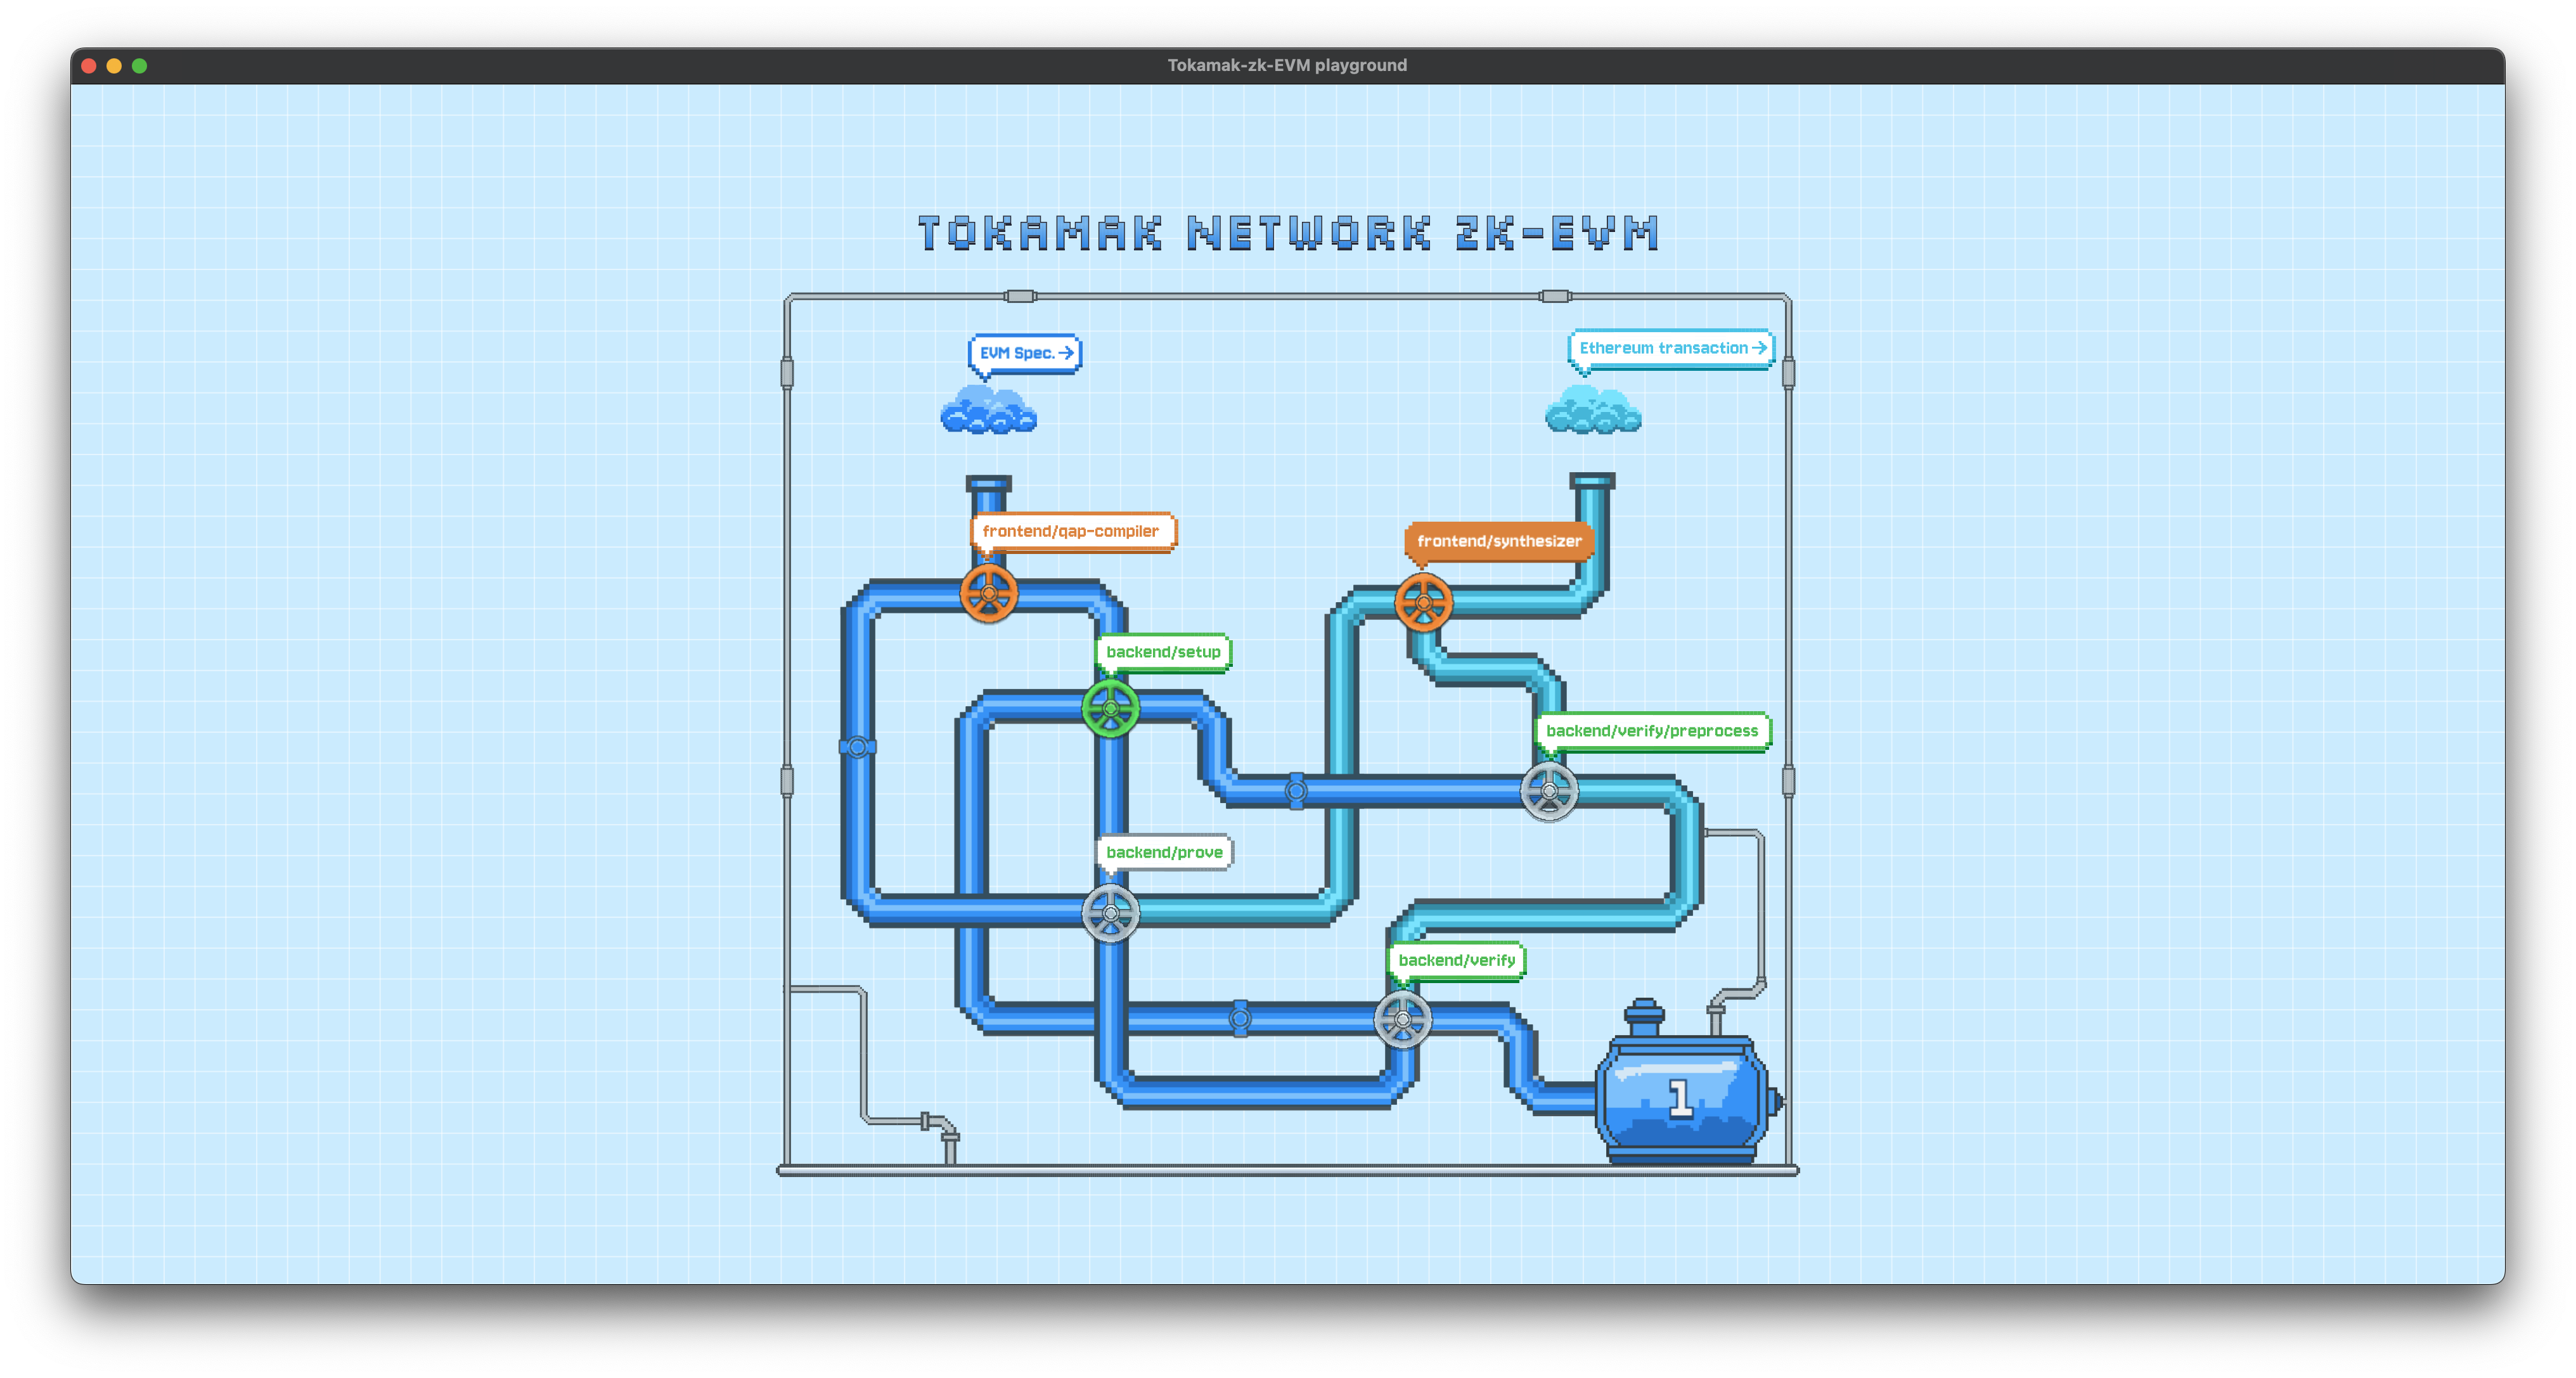 Tokamak-zk-EVM playground
TOKAMAK NETWORK ZK-EVM
EVM Spec.→
Ethereum transaction→
frontend/qap-compiler
frontend/synthesizer
backend/setup
backend/verify/preprocess
backend/prove
backend/verify
1